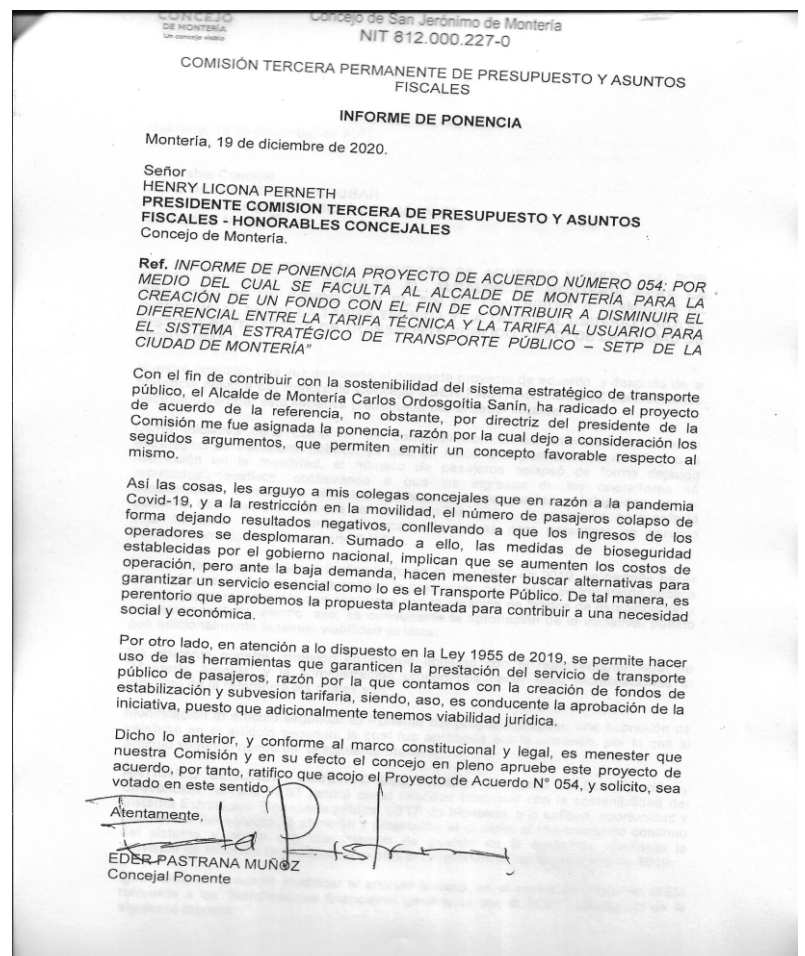 CONCEJO
DE MONTERÍA
Un concejo visible
Concejo de San Jerónimo de Montería
NIT 812.000.227-0
COMISIÓN TERCERA PERMANENTE DE PRESUPUESTO Y ASUNTOS
FISCALES
INFORME DE PONENCIA
Montería, 19 de diciembre de 2020.
Señor
HENRY LICONA PERNETH
PRESIDENTE COMISION TERCERA DE PRESUPUESTO Y ASUNTOS
FISCALES - HONORABLES CONCEJALES
Concejo de Montería.
Ref. INFORME DE PONENCIA PROYECTO DE ACUERDO NÚMERO 054: POR
MEDIO DEL CUAL SE FACULTA AL ALCALDE DE MONTERÍA PARA LA
CREACIÓN DE UN FONDO CON EL FIN DE CONTRIBUIR A DISMINUIR EL
DIFERENCIAL ENTRE LA TARIFA TÉCNICA Y LA TARIFA AL USUARIO PARA
EL SISTEMA ESTRATÉGICO DE TRANSPORTE PÚBLICO – SETP DE LA
CIUDAD DE MONTERÍA"
Con el fin de contribuir con la sostenibilidad del sistema estratégico de transporte
público, el Alcalde de Montería Carlos Ordosgoítia Sanín, ha radicado el proyecto
de acuerdo de la referencia, no obstante, por directriz del presidente de la
Comisión me fue asignada la ponencia, razón por la cual dejo a consideración los
seguidos argumentos, que permiten emitir un concepto favorable respecto al
mismo.
Así las cosas, les arguyo a mis colegas concejales que en razón a la pandemia
Covid-19, y a la restricción en la movilidad, el número de pasajeros colapso de
forma dejando resultados negativos, conllevando a que los ingresos de los
operadores se desplomaran. Sumado a ello, las medidas de bioseguridad
establecidas por el gobierno nacional, implican que se aumenten los costos de
operación, pero ante la baja demanda, hacen menester buscar alternativas para
garantizar un servicio esencial como lo es el Transporte Público. De tal manera, es
perentorio que aprobemos la propuesta planteada para contribuir a una necesidad
social y económica.
Por otro lado, en atención a lo dispuesto en la Ley 1955 de 2019, se permite hacer
uso de las herramientas que garanticen la prestación del servicio de transporte
público de pasajeros, razón por la que contamos con la creación de fondos de
estabilización y subvesion tarifaria, siendo, aso, es conducente la aprobación de la
iniciativa, puesto que adicionalmente tenemos viabilidad jurídica.
Dicho lo anterior, y conforme al marco constitucional y legal, es menester que
nuestra Comisión y en su efecto el concejo en pleno apruebe este proyecto de
acuerdo, por tanto, ratifico que acojo el Proyecto de Acuerdo N° 054, y solicito, sea
votado en este sentido.
Atentamente,
EDER PASTRANA MUÑOZ
Concejal Ponente